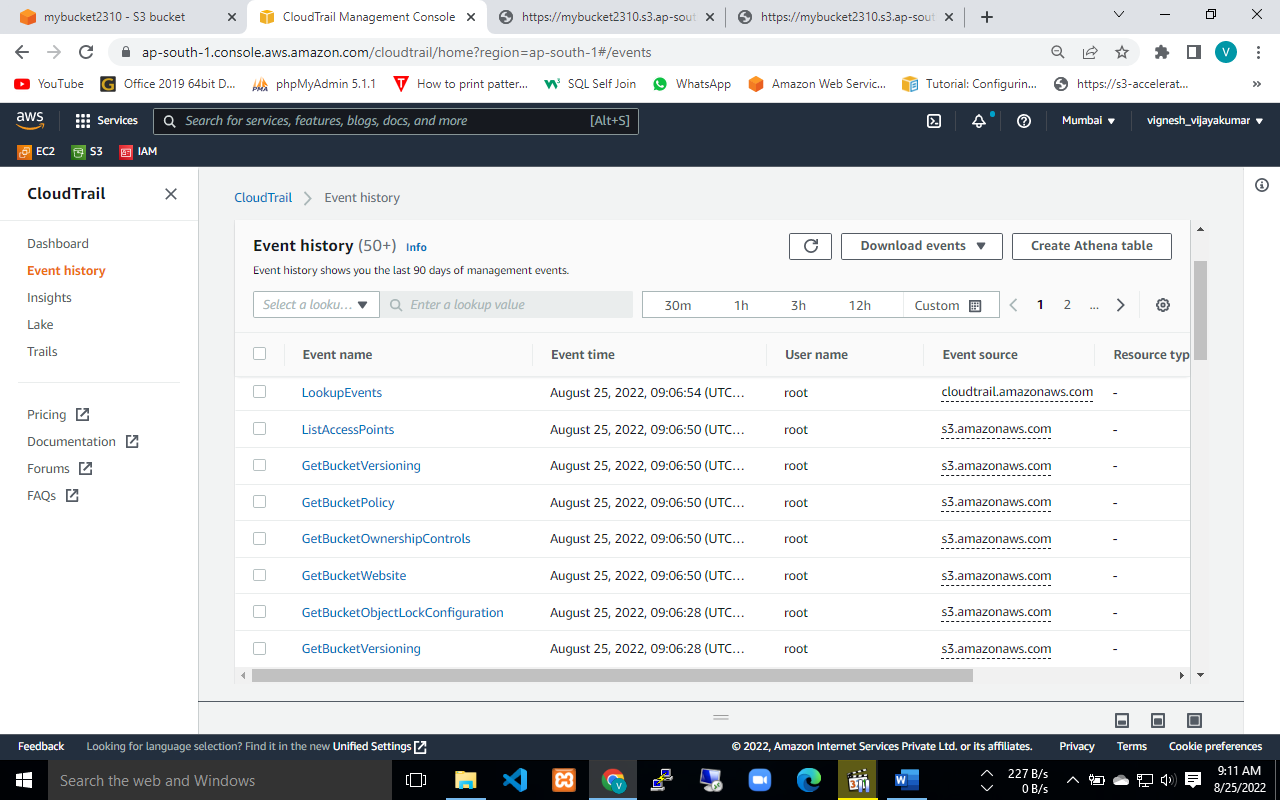 mybucket2310 - S3 bucket
CloudTrail Management Console
https://mybucket2310.s3.ap-sout
https://mybucket2310.s3.ap-sout
ap-south-1.console.aws.amazon.com/cloudtrail/home?region=ap-south-1#/events
V
YouTube
G
Office 2019 64bit D...
PMA
phpMyAdmin 5.1.1
T
How to print patter...
SQL Self Join
WhatsApp
Amazon Web Servic...
Tutorial: Configurin...
https://s3-accelerat...
»
aws
Services
Search for services, features, blogs, docs, and more
[Alt+S]
Mumbai
vignesh_vijayakumar
EC2
S3
IAM
CloudTrail
Dashboard
Event history
Insights
Lake
Trails
Pricing
Documentation
Forums
FAQs
CloudTrail
Event history
Event history (50+) Info
Download events
Create Athena table
Event history shows you the last 90 days of management events.
Select a looku...
Enter a lookup value
30m
1h
3h
12h
Custom
1
2
...
Event name
Event time
User name
Event source
Resource typ
LookupEvents August 25, 2022, 09:06:54 (UTC... root cloudtrail.amazonaws.com -
ListAccessPoints August 25, 2022, 09:06:50 (UTC... root s3.amazonaws.com -
GetBucketVersioning August 25, 2022, 09:06:50 (UTC... root s3.amazonaws.com -
GetBucketPolicy August 25, 2022, 09:06:50 (UTC... root s3.amazonaws.com -
GetBucketOwnershipControls August 25, 2022, 09:06:50 (UTC... root s3.amazonaws.com -
GetBucketWebsite August 25, 2022, 09:06:50 (UTC... root s3.amazonaws.com -
GetBucketObjectLockConfiguration August 25, 2022, 09:06:28 (UTC... root s3.amazonaws.com -
GetBucketVersioning August 25, 2022, 09:06:28 (UTC... root s3.amazonaws.com -
Feedback
Looking for language selection? Find it in the new Unified Settings
© 2022, Amazon Internet Services Private Ltd. or its affiliates.
Privacy
Terms
Cookie preferences
Search the web and Windows
V
W
227 B/s
0 B/s
9:11 AM
8/25/2022